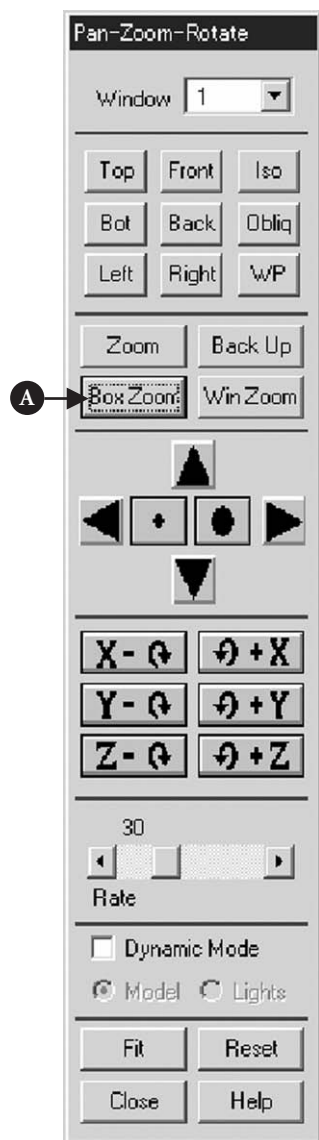 Pan-Zoom-Rotate
Window 1
Top Front Iso
Bot Back Obliq
Left Right WP
Zoom Back Up
A Box Zoom Win Zoom
X- +X
Y- +Y
Z- +Z
30
Rate
Dynamic Mode
Model Lights
Fit Reset
Close Help